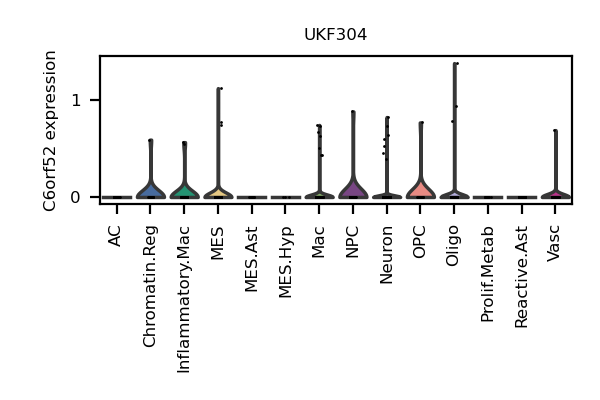 UKF304
C6orf52 expression
1
0
AC
Chromatin.Reg
Inflammatory.Mac
MES
MES.Ast
MES.Hyp
Mac
NPC
Neuron
OPC
Oligo
Prolif.Metab
Reactive.Ast
Vasc